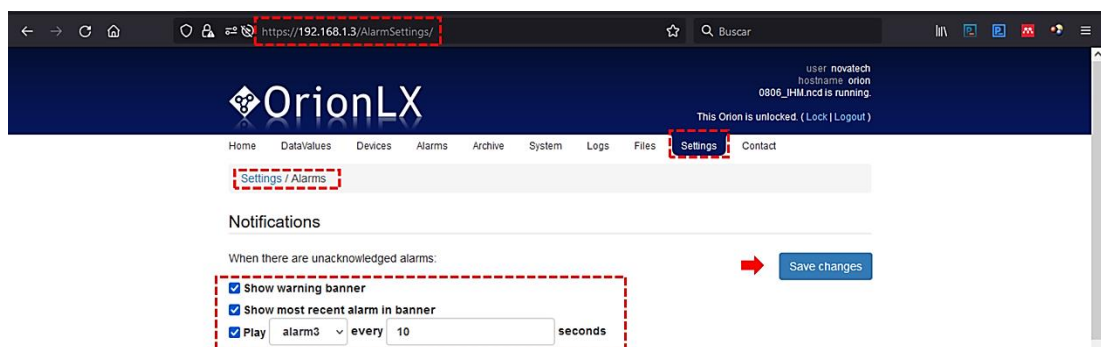 https://192.168.1.3/AlarmSettings/
Buscar
user novatech
hostname orion
0806_IHM.ncd is running.
OrionLX
This Orion is unlocked. ( Lock | Logout )
Home DataValues Devices Alarms Archive System Logs Files Settings Contact
Settings / Alarms
Notifications
When there are unacknowledged alarms:
Save changes
Show warning banner
Show most recent alarm in banner
Play alarm3 every 10 seconds